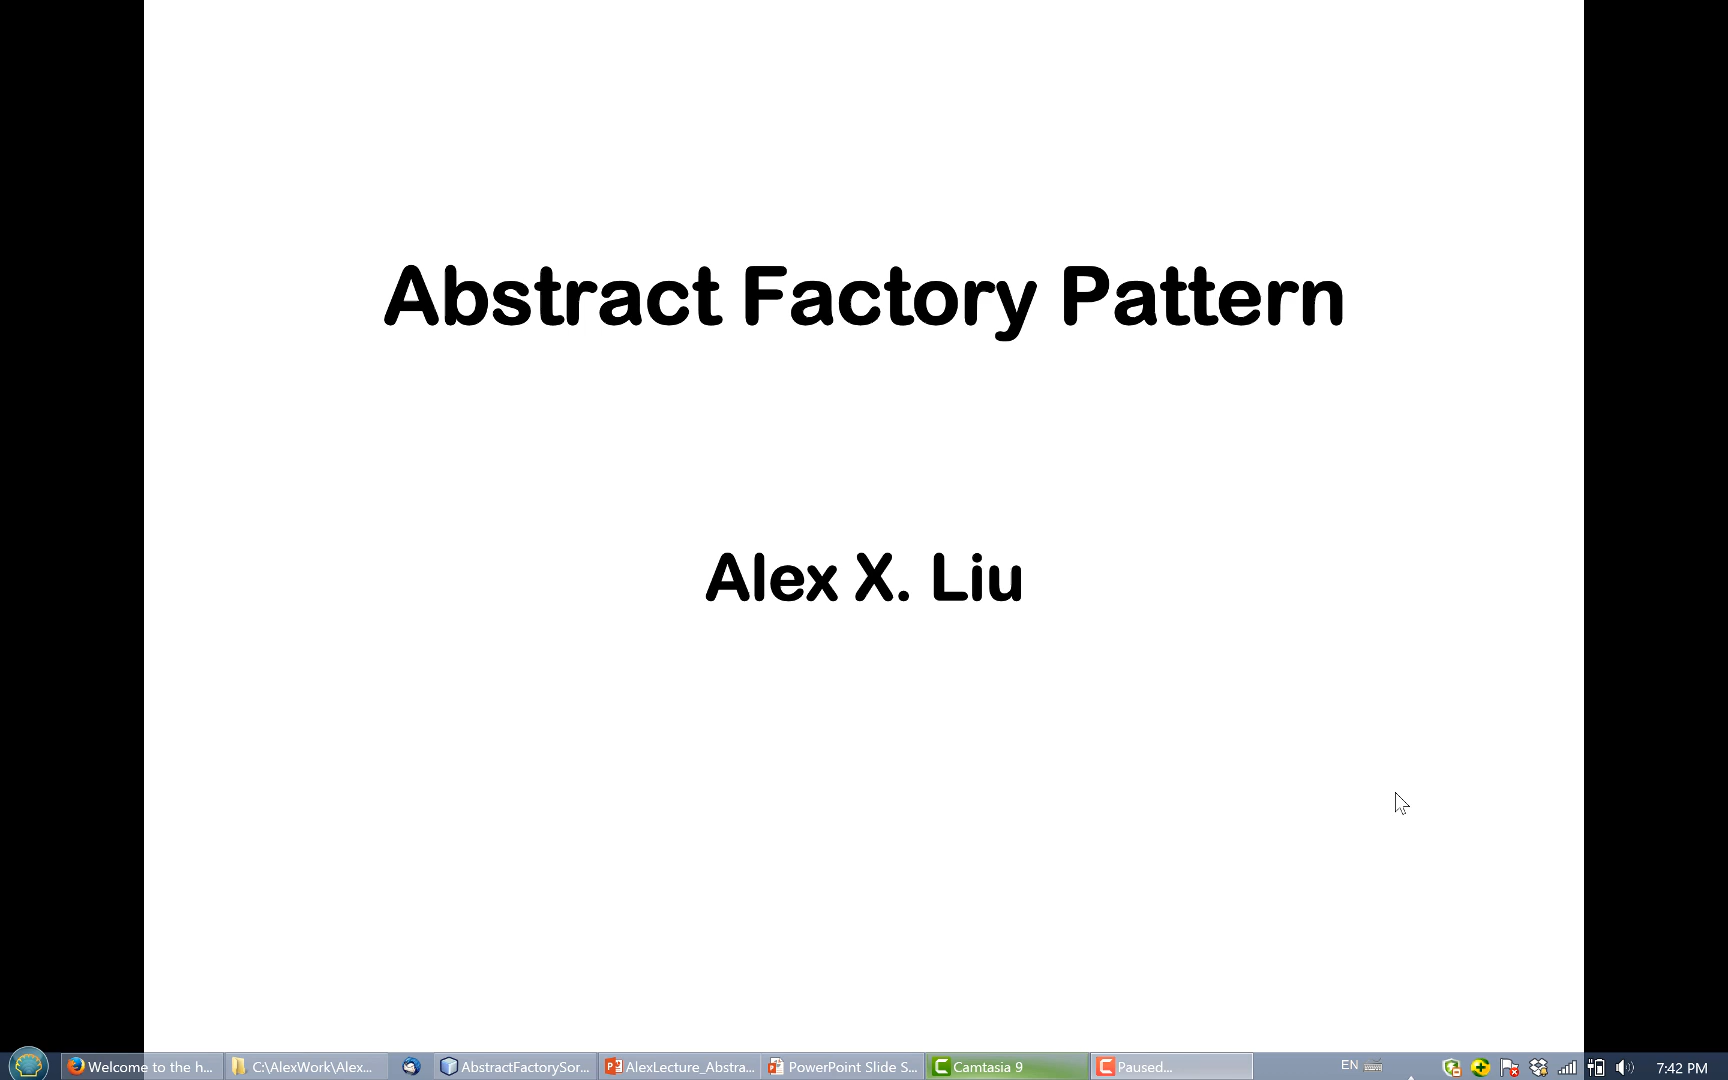 Abstract Factory Pattern
Alex X. Liu
Welcome to the h...
C:\AlexWork\Alex...
AbstractFactorySor...
AlexLecture_Abstra...
PowerPoint Slide S...
Camtasia 9
Paused...
EN
7:42 PM